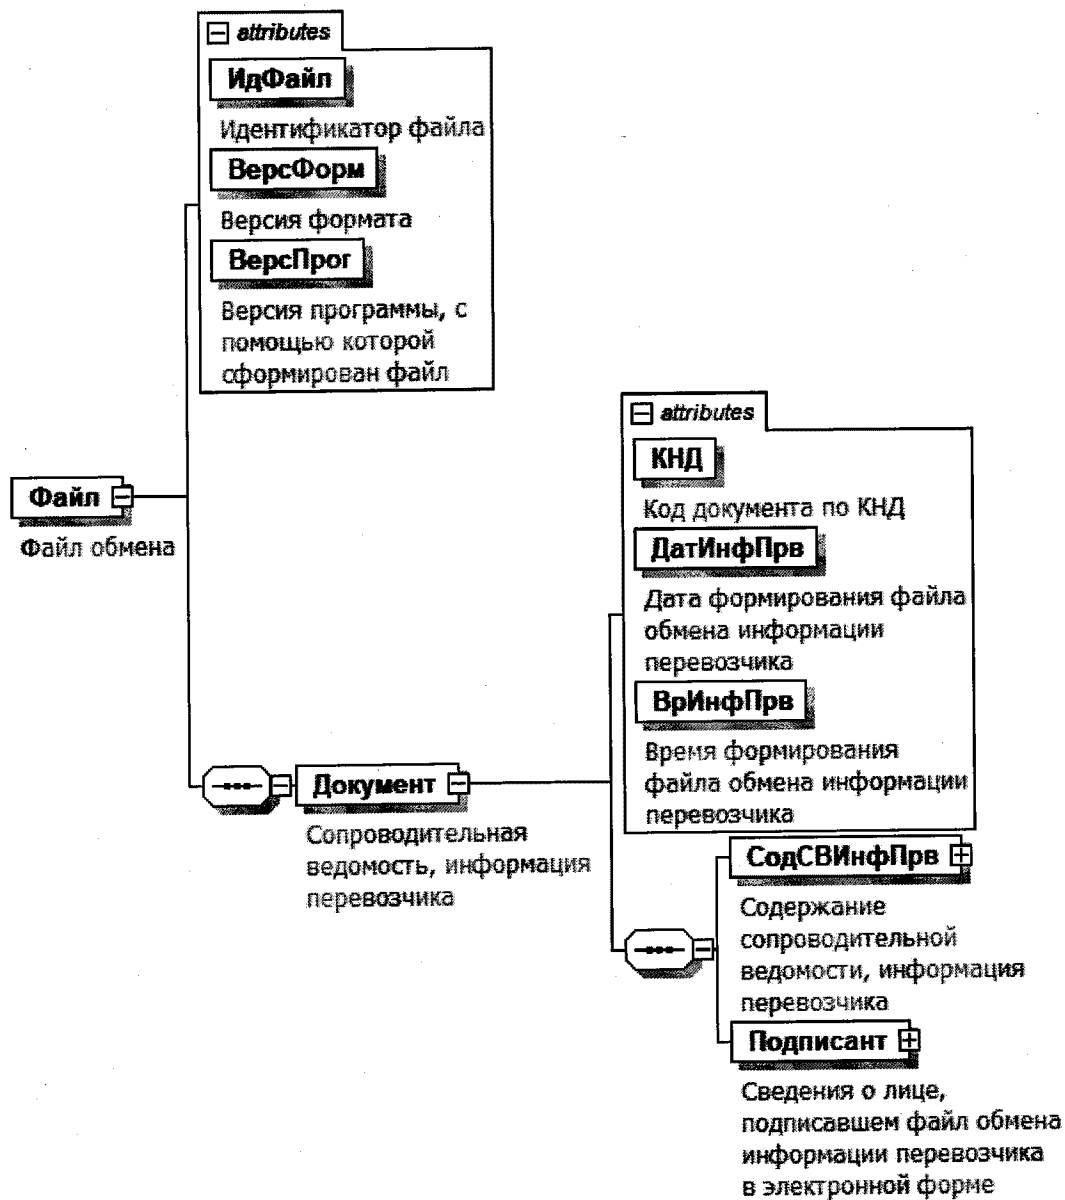 attributes
ИдФайл
Идентификатор файла
ВерсФорм
Версия формата
ВерсПрог
Версия программы, с
помощью которой
сформирован файл
Файл
Файл обмена
attributes
КНД
Код документа по КНД
ДатИнфПрв
Дата формирования файла
обмена информации
перевозчика
ВрИнфПрв
Время формирования
файла обмена информации
перевозчика
Документ
Сопроводительная
ведомость, информация
перевозчика
СодСВИнфПрв
Содержание
сопроводительной
ведомости, информация
перевозчика
Подписант
Сведения о лице,
подписавшем файл обмена
информации перевозчика
в электронной форме